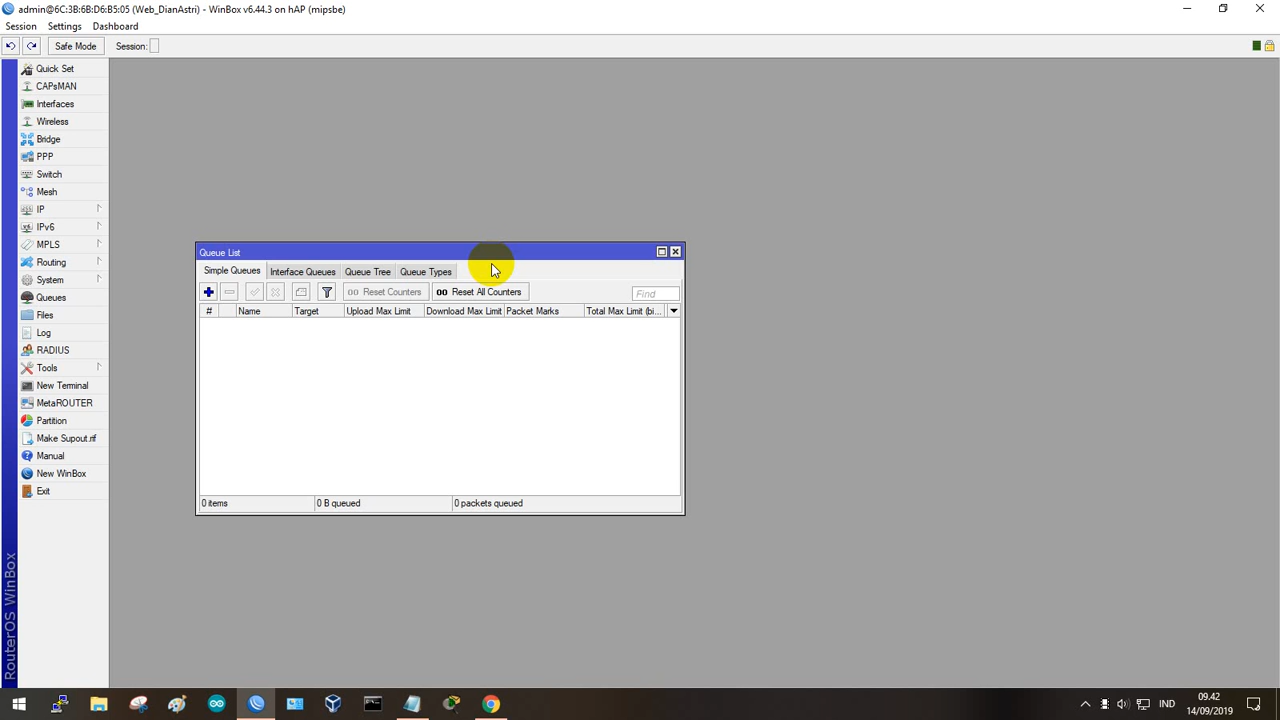 admin@6C:3B:6B:D6:B5:05 (Web_DianAstri) - WinBox v6.44.3 on hAP (mipsbe)
Session Settings Dashboard
Safe Mode Session:
Quick Set
CAPsMAN
Interfaces
Wireless
Bridge
PPP
Switch
Mesh
IP
IPv6
MPLS
Routing
System
Queues
Files
Log
RADIUS
Tools
New Terminal
MetaROUTER
Partition
Make Supout.rif
Manual
New WinBox
Exit
RouterOS WinBox
Queue List
Simple Queues Interface Queues Queue Tree Queue Types
00 Reset Counters 00 Reset All Counters Find
# Name Target Upload Max Limit Download Max Limit Packet Marks Total Max Limit (bi...
0 items 0 B queued 0 packets queued
IND 09.42
14/09/2019